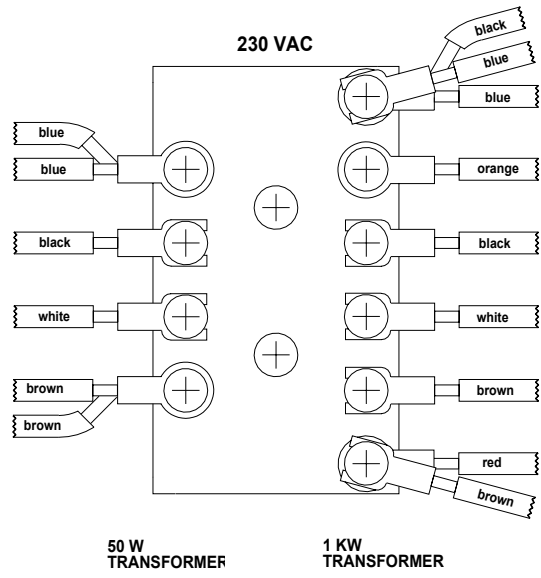 230 VAC
black
blue
blue
blue
blue
orange
black
black
white
white
brown
brown
brown
red
brown
50 W
TRANSFORMER
1 KW
TRANSFORMER